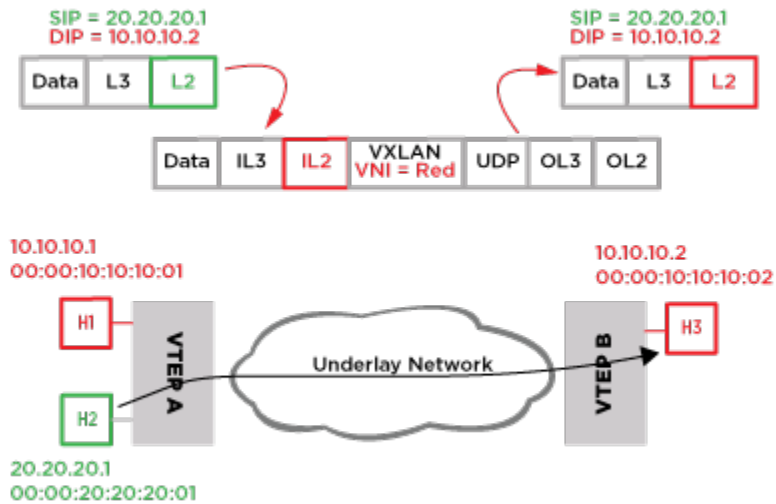 SIP = 20.20.20.1
DIP = 10.10.10.2
Data L3 L2
SIP = 20.20.20.1
DIP = 10.10.10.2
Data L3 L2
Data IL3 IL2 VXLAN UDP OL3 OL2
VNI = Red
10.10.10.1
00:00:10:10:10:01
H1
VTEP A
H2
20.20.20.1
00:00:20:20:20:01
Underlay Network
10.10.10.2
00:00:10:10:10:02
VTEP B
H3